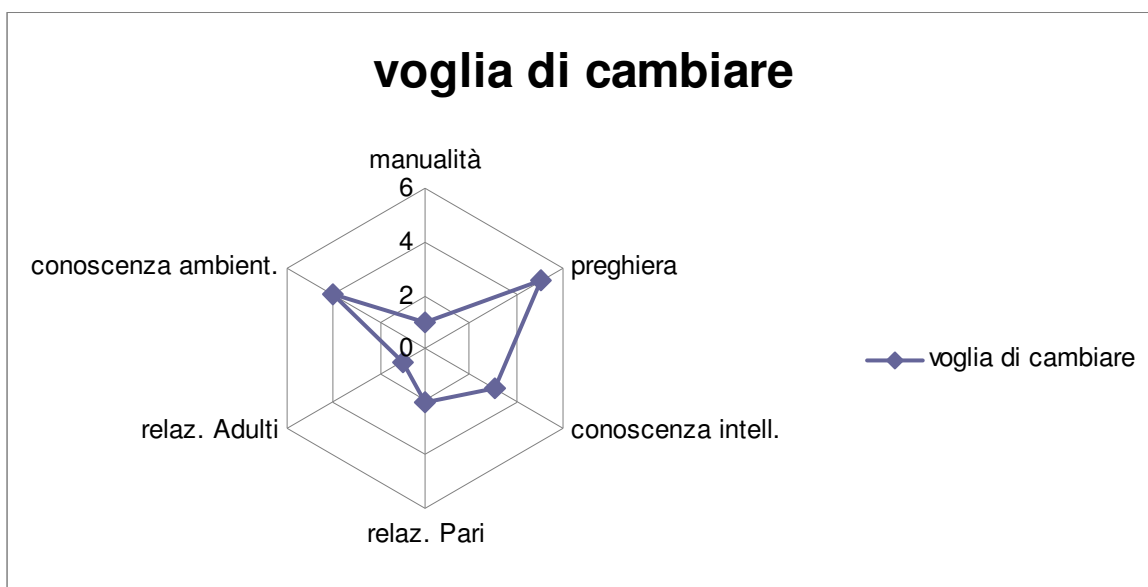 voglia di cambiare
manualità
6
4
2
0
conoscenza ambient.
preghiera
relaz. Adulti
conoscenza intell.
relaz. Pari
voglia di cambiare